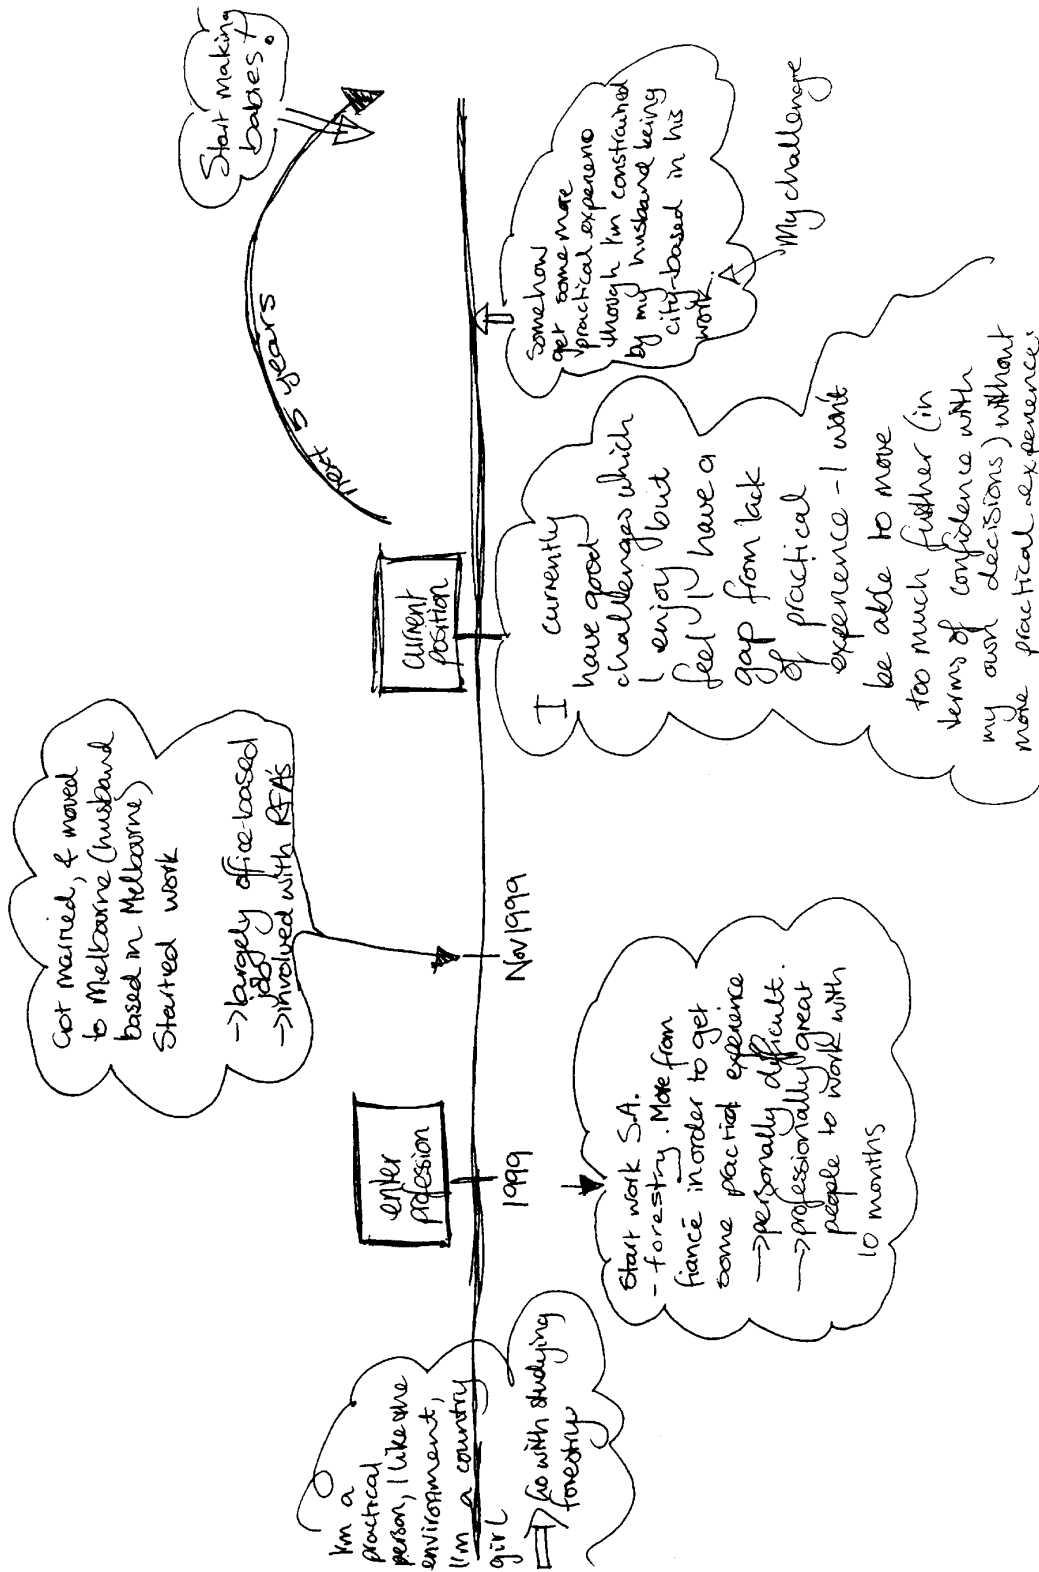 I'm a
practical
person, I like the
environment,
I'm a country
girl
Go with studying
forestry
enter
profession
1999
Start work S.A.
- forestry. More from
fiancé in order to get
some practical experience
→ personally difficult.
→ professionally great
people to work with
10 months
Got married, & moved
to Melbourne (husband
based in Melbourne)
Started work
→ largely office-based
job
→ involved with RFA's
Nov 1999
current
position
I currently
have good
challenges which
I enjoy but
feel I have a
gap from lack
of practical
experience - I won't
be able to move
too much further (in
terms of confidence with
my own decisions) without
more practical experience.
next 5 years
Somehow
get some more
practical experience
though I'm constrained
by my husband being
city-based in his
work.
My challenge
Start making
babies!